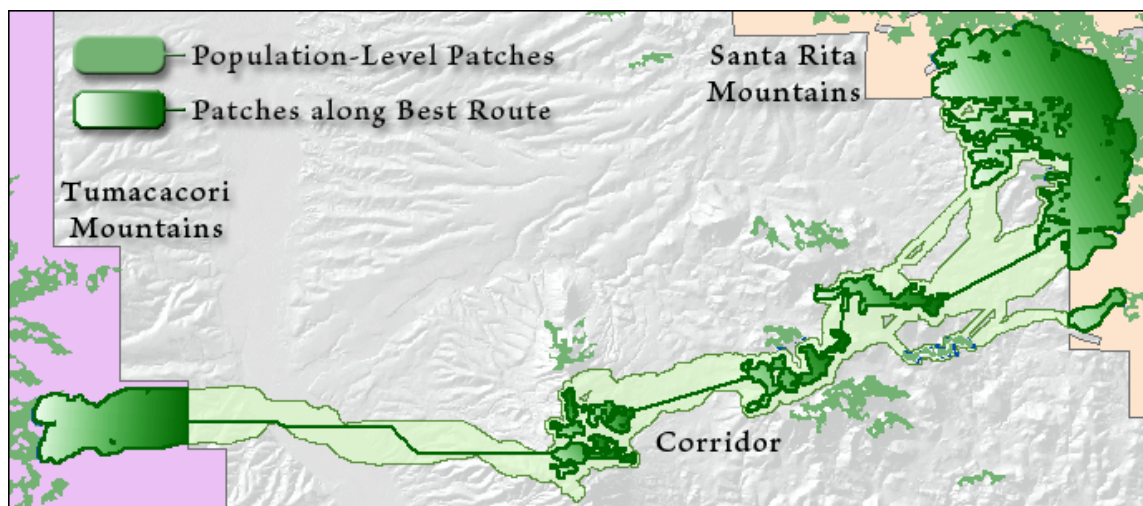 Population-Level Patches
Patches along Best Route
Santa Rita
Mountains
Tumacacori
Mountains
Corridor